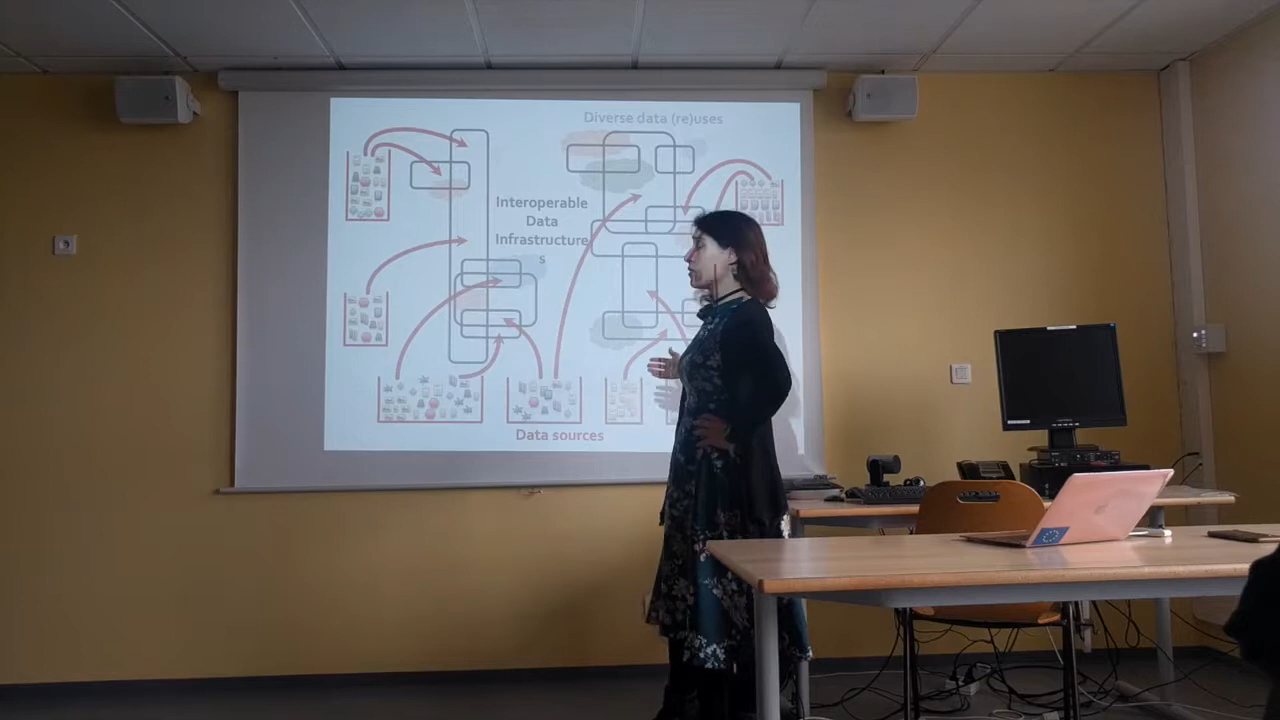 Diverse data (re)uses
Interoperable
Data
Infrastructure
s
Data sources